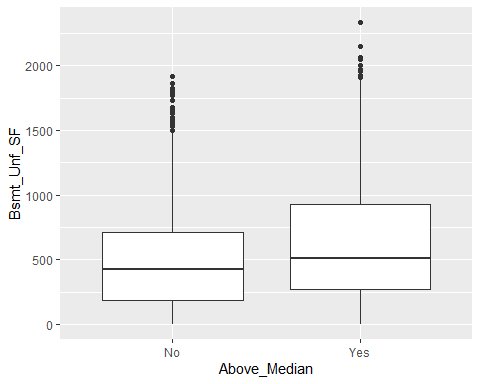 Bsmt_Unf_SF
2000
1500
1000
500
0
No
Yes
Above_Median